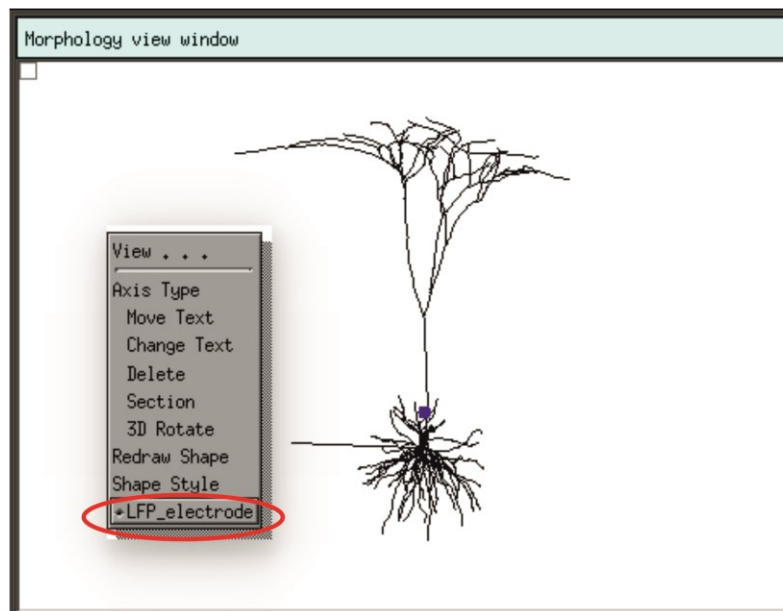 Morphology view window
View . . .
Axis Type
Move Text
Change Text
Delete
Section
3D Rotate
Redraw Shape
Shape Style
LFP_electrode